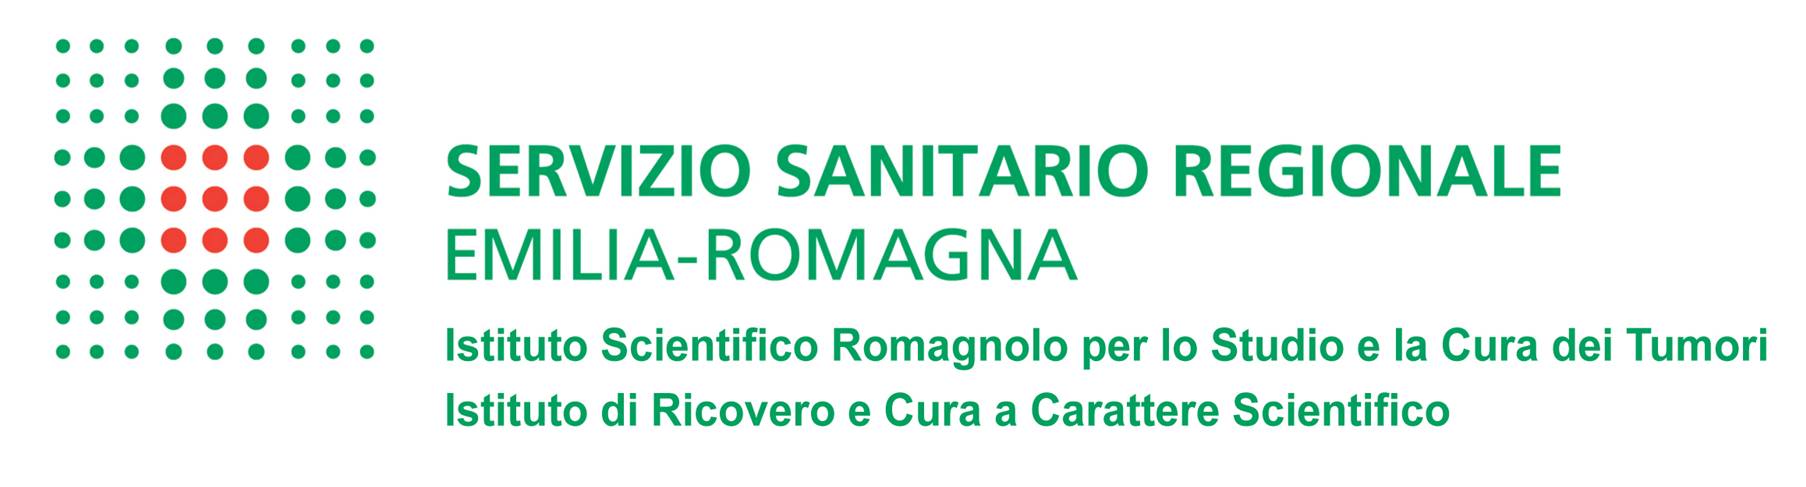 SERVIZIO SANITARIO REGIONALE
EMILIA-ROMAGNA
Istituto Scientifico Romagnolo per lo Studio e la Cura dei Tumori
Istituto di Ricovero e Cura a Carattere Scientifico